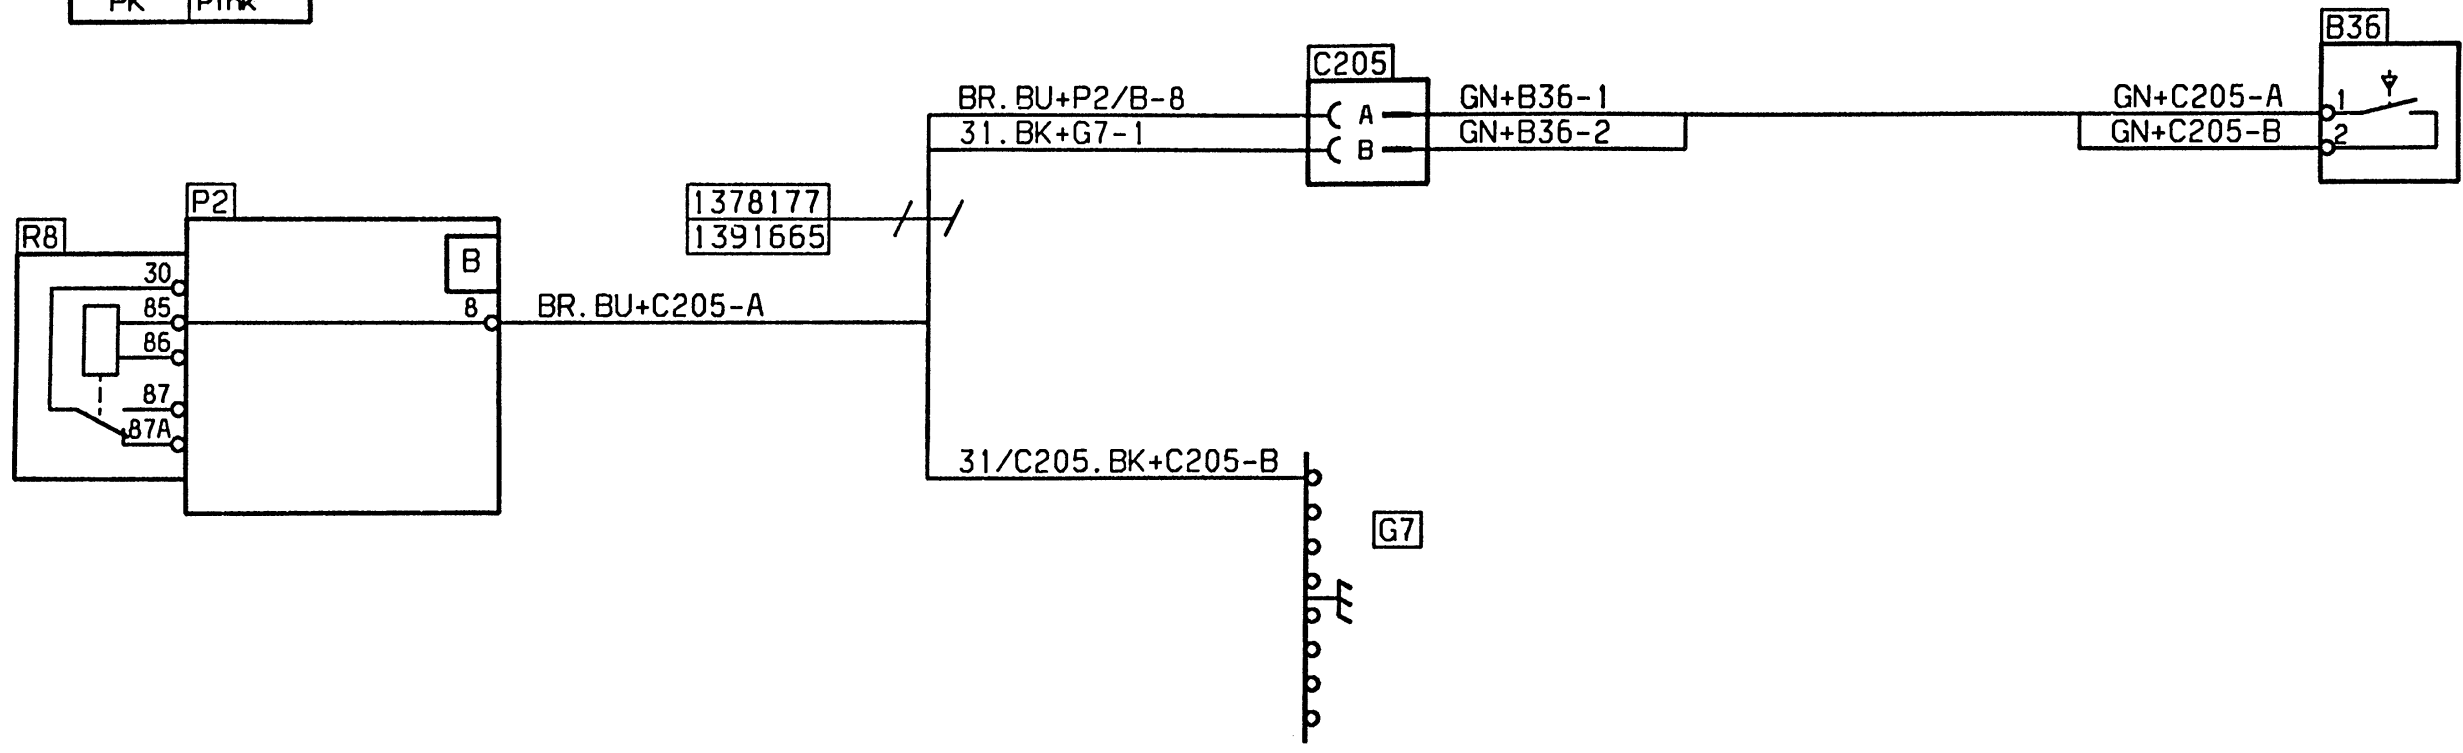 PK Pink
B36
C205
BR.BU+P2/B-8
A
GN+B36-1
GN+C205-A
1
31.BK+G7-1
B
GN+B36-2
GN+C205-B
2
P2
1378177
1391665
R8
B
30
85
8
BR.BU+C205-A
86
87
87A
31/C205.BK+C205-B
G7